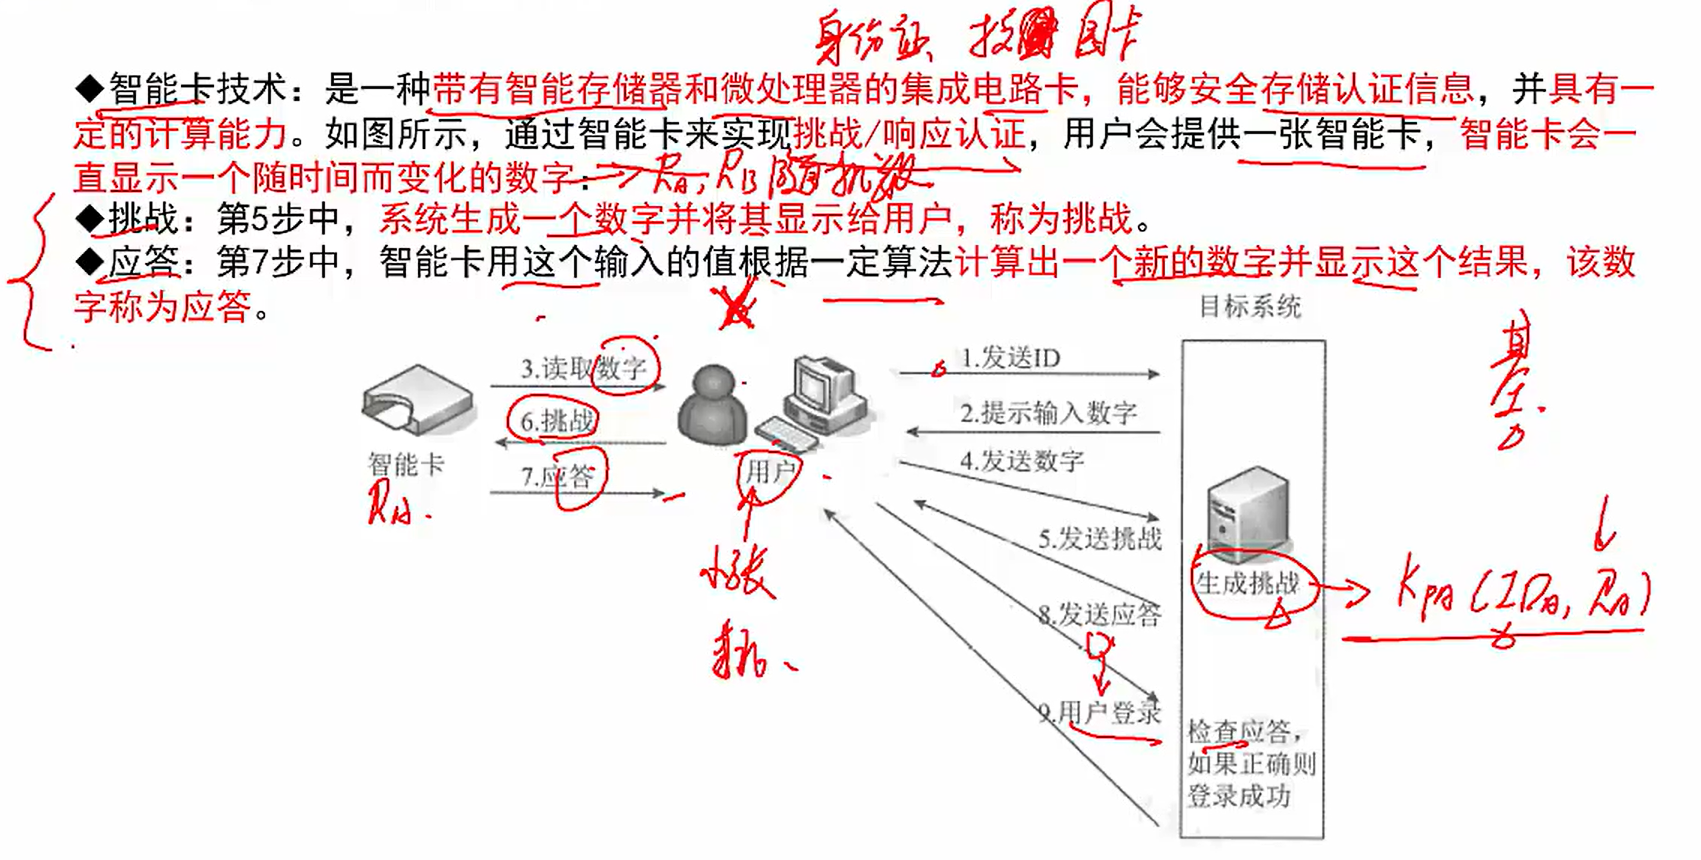 身份证、 卡
◆智能卡技术：是一种带有智能存储器和微处理器的集成电路卡，能够安全存储认证信息，并具有一
定的计算能力。如图所示，通过智能卡来实现挑战/响应认证，用户会提供一张智能卡，智能卡会一
直显示一个随时间而变化的数字：
RA, RB 随机数
◆挑战：第5步中，系统生成一个数字并将其显示给用户，称为挑战。
◆应答：第7步中，智能卡用这个输入的值根据一定算法计算出一个新的数字并显示这个结果，该数
字称为应答。
目标系统
3.读取数字
1.发送ID
6.挑战
2.提示输入数字
智能卡
7.应答
用户
4.发送数字
RA.
5.发送挑战
小张
生成挑战
KPA (IDA, RA)
8.发送应答
9.用户登录
检查应答，
如果正确则
登录成功